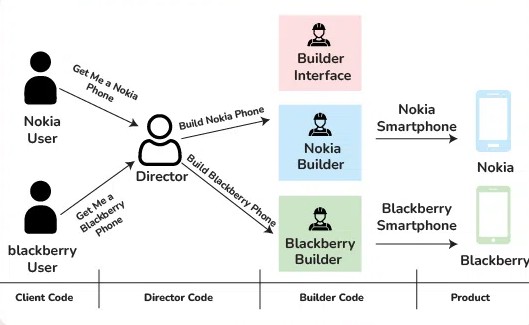 Get Me a Nokia
Phone
Nokia
User
Get Me a
Blackberry
Phone
blackberry
User
Director
Build Nokia Phone
Build Blackberry Phone
Builder
Interface
Nokia
Builder
Blackberry
Builder
Nokia
Smartphone
Nokia
Blackberry
Smartphone
Blackberry
Client Code
Director Code
Builder Code
Product